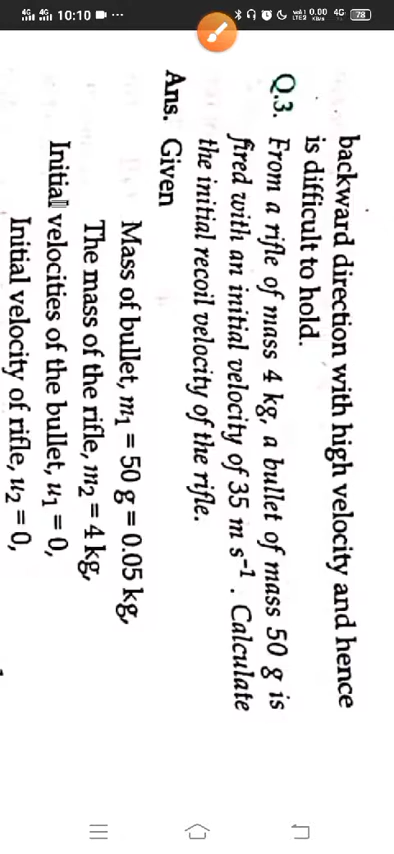 10:10
78
backward direction with high velocity and hence
is difficult to hold.
Q.3. From a rifle of mass 4 kg, a bullet of mass 50 g is
fired with an initial velocity of 35 m s⁻¹. Calculate
the initial recoil velocity of the rifle.
Ans. Given
Mass of bullet, m₁ = 50 g = 0.05 kg,
The mass of the rifle, m₂ = 4 kg,
Initial velocities of the bullet, u₁ = 0,
Initial velocity of rifle, u₂ = 0,